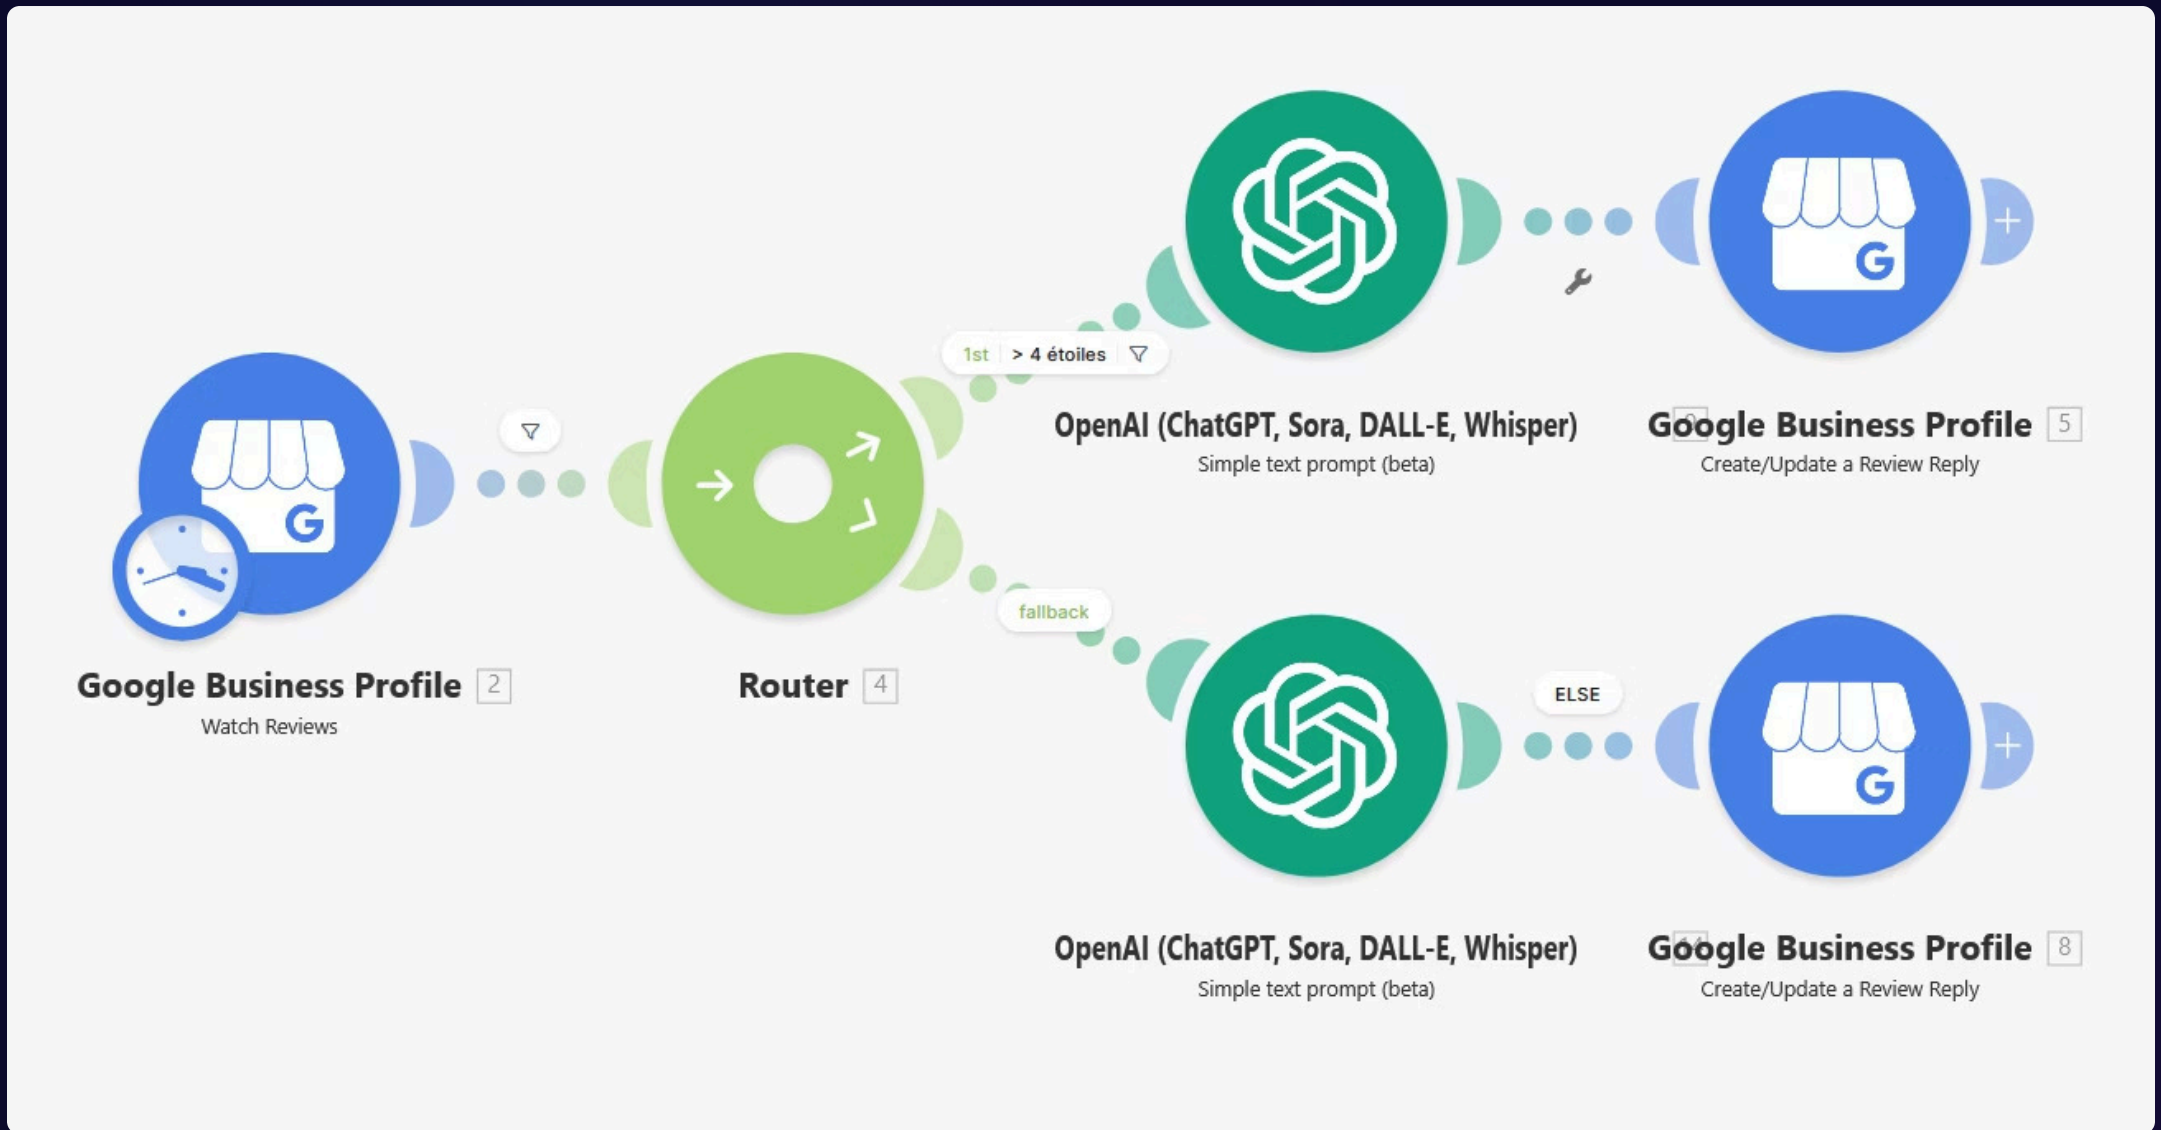 1st > 4 étoiles
OpenAI (ChatGPT, Sora, DALL-E, Whisper)
Simple text prompt (beta)
Google Business Profile 5
Create/Update a Review Reply
Google Business Profile 2
Watch Reviews
Router 4
fallback
ELSE
OpenAI (ChatGPT, Sora, DALL-E, Whisper)
Simple text prompt (beta)
Google Business Profile 8
Create/Update a Review Reply